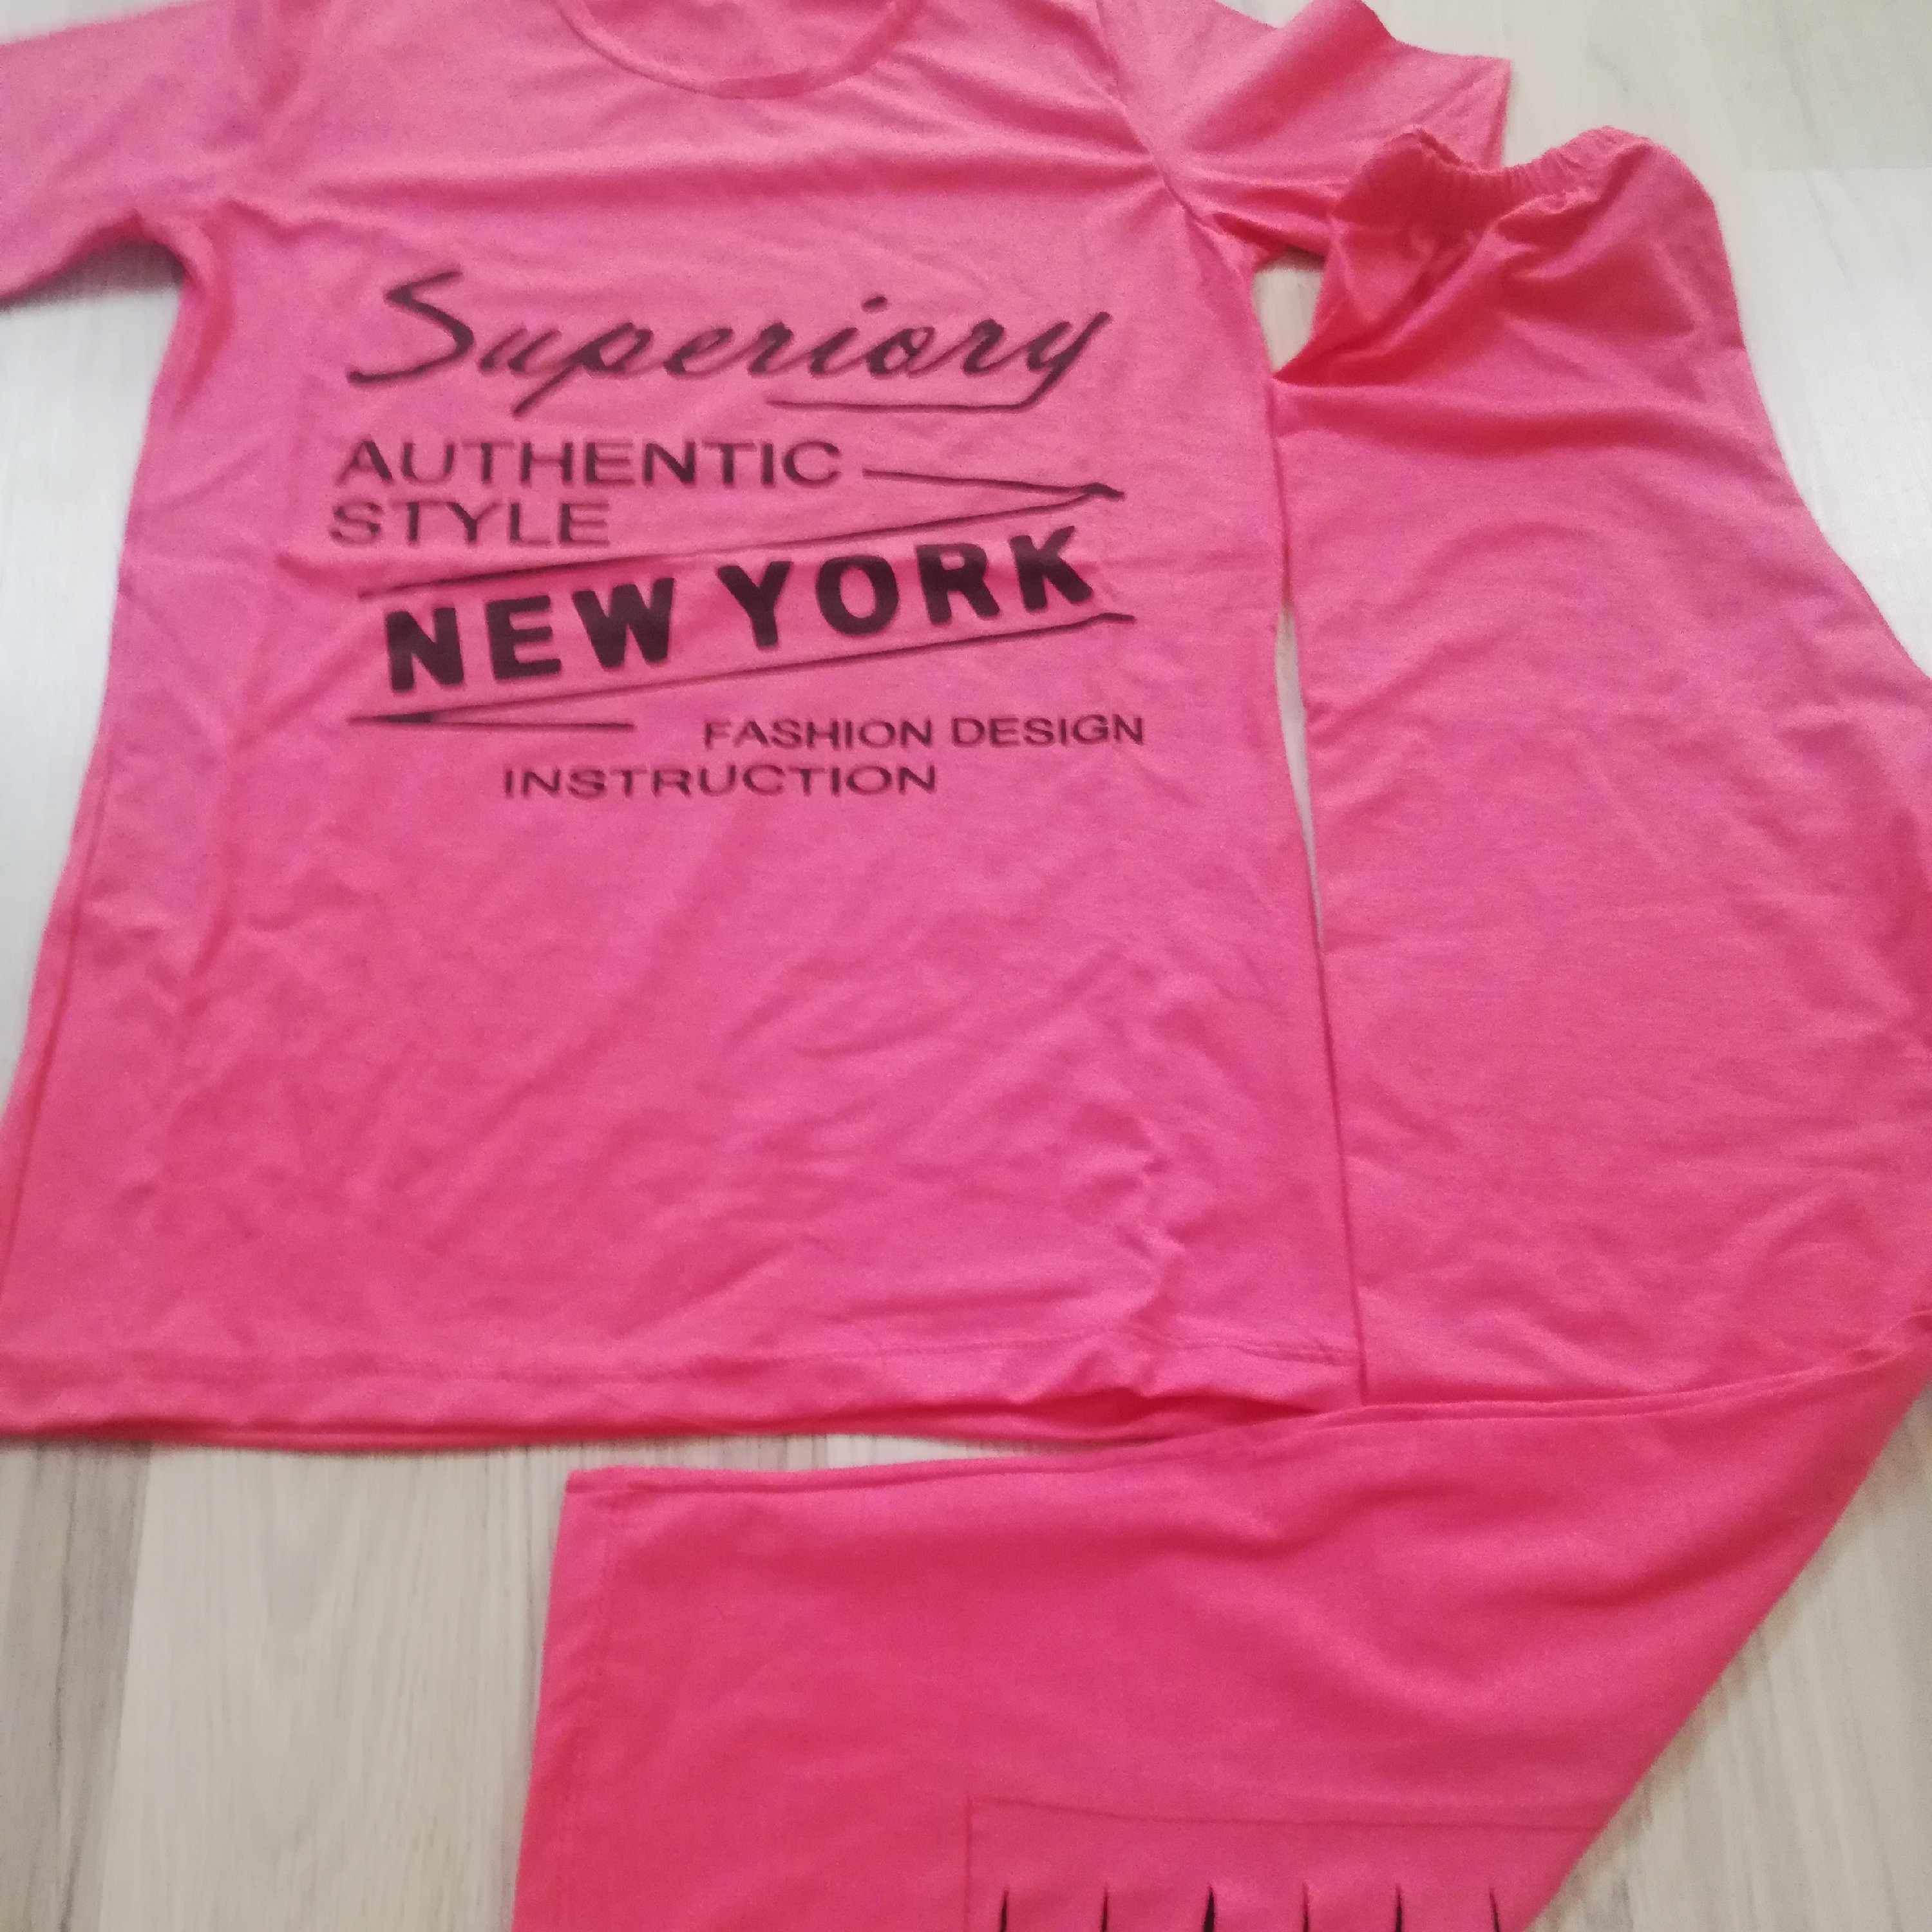 Superiory
AUTHENTIC
STYLE
NEW YORK
FASHION DESIGN
INSTRUCTION